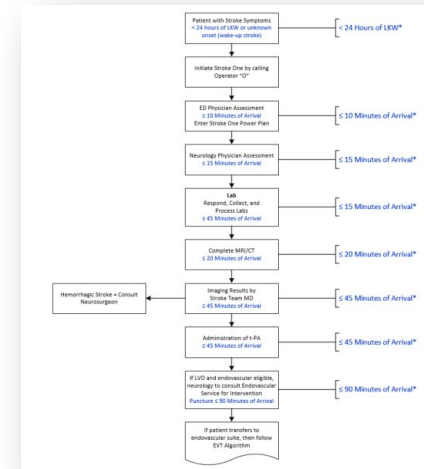 Patient with Stroke Symptoms
< 24 hours of LKW or unknown
onset (wake-up stroke)
< 24 Hours of LKW*
Initiate Stroke One by calling
Operator "O"
ED Physician Assessment
≤ 10 Minutes of Arrival
Enter Stroke One Power Plan
≤ 10 Minutes of Arrival*
Neurology Physician Assessment
≤ 15 Minutes of Arrival
≤ 15 Minutes of Arrival*
Lab
Respond, Collect, and
Process Labs
≤ 45 Minutes of Arrival
≤ 15 Minutes of Arrival*
Complete MRI/CT
≤ 20 Minutes of Arrival
≤ 20 Minutes of Arrival*
Hemorrhagic Stroke = Consult
Neurosurgeon
Imaging Results by
Stroke Team MD
≤ 45 Minutes of Arrival
≤ 45 Minutes of Arrival*
Administration of t-PA
≤ 45 Minutes of Arrival
≤ 45 Minutes of Arrival*
If LVO and endovascular eligible,
neurology to consult Endovascular
Service for Intervention
Puncture ≤ 90 Minutes of Arrival
≤ 90 Minutes of Arrival*
If patient transfers to
endovascular suite, then follow
EVT Algorithm